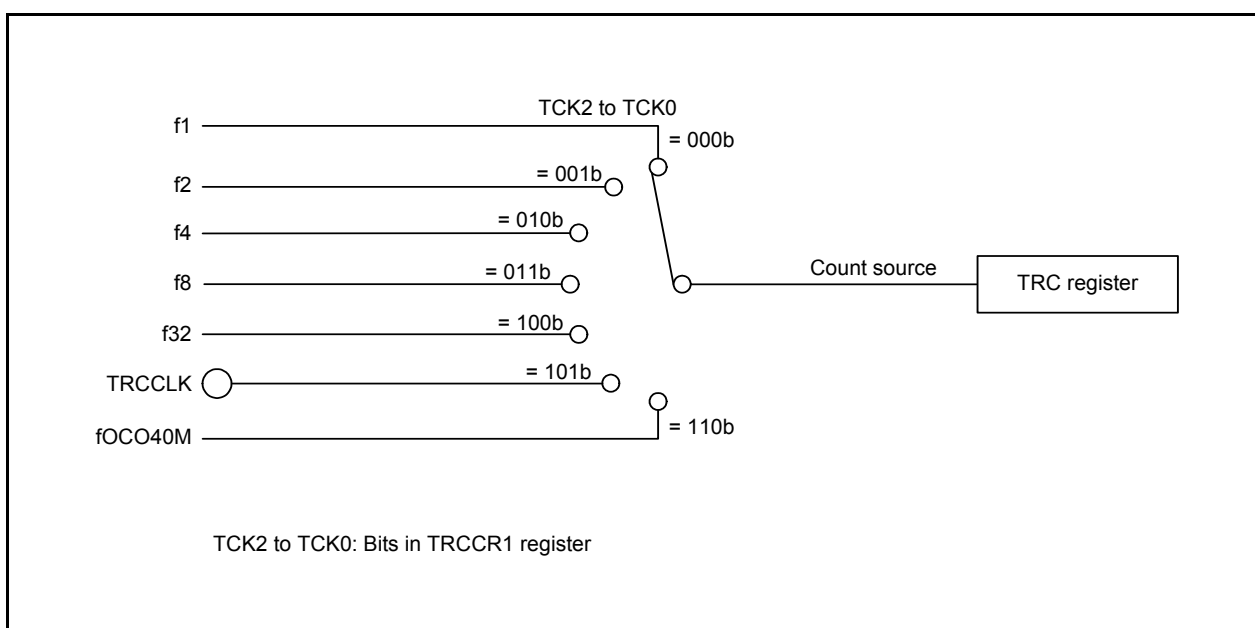 TCK2 to TCK0
f1
= 000b
f2
= 001b
f4
= 010b
f8
= 011b
Count source
TRC register
f32
= 100b
TRCCLK
= 101b
fOCO40M
= 110b
TCK2 to TCK0: Bits in TRCCR1 register